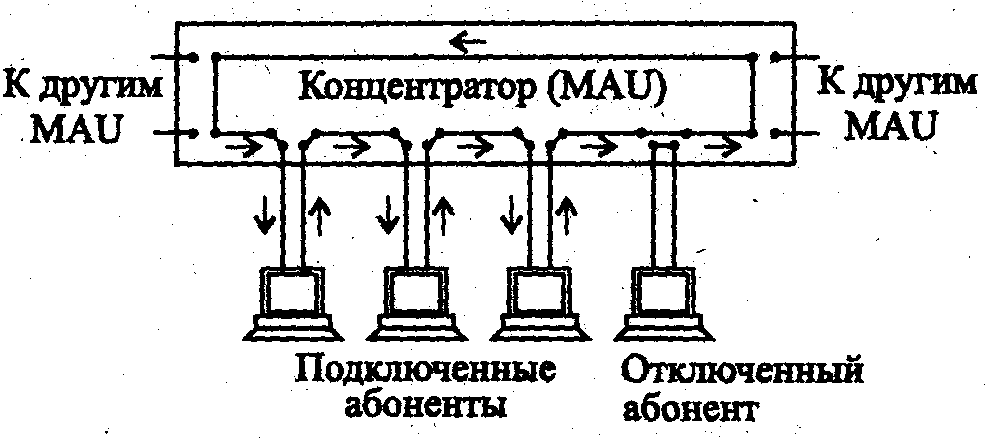 К другим
MAU
Концентратор (MAU)
К другим
MAU
Подключенные
абоненты
Отключенный
абонент